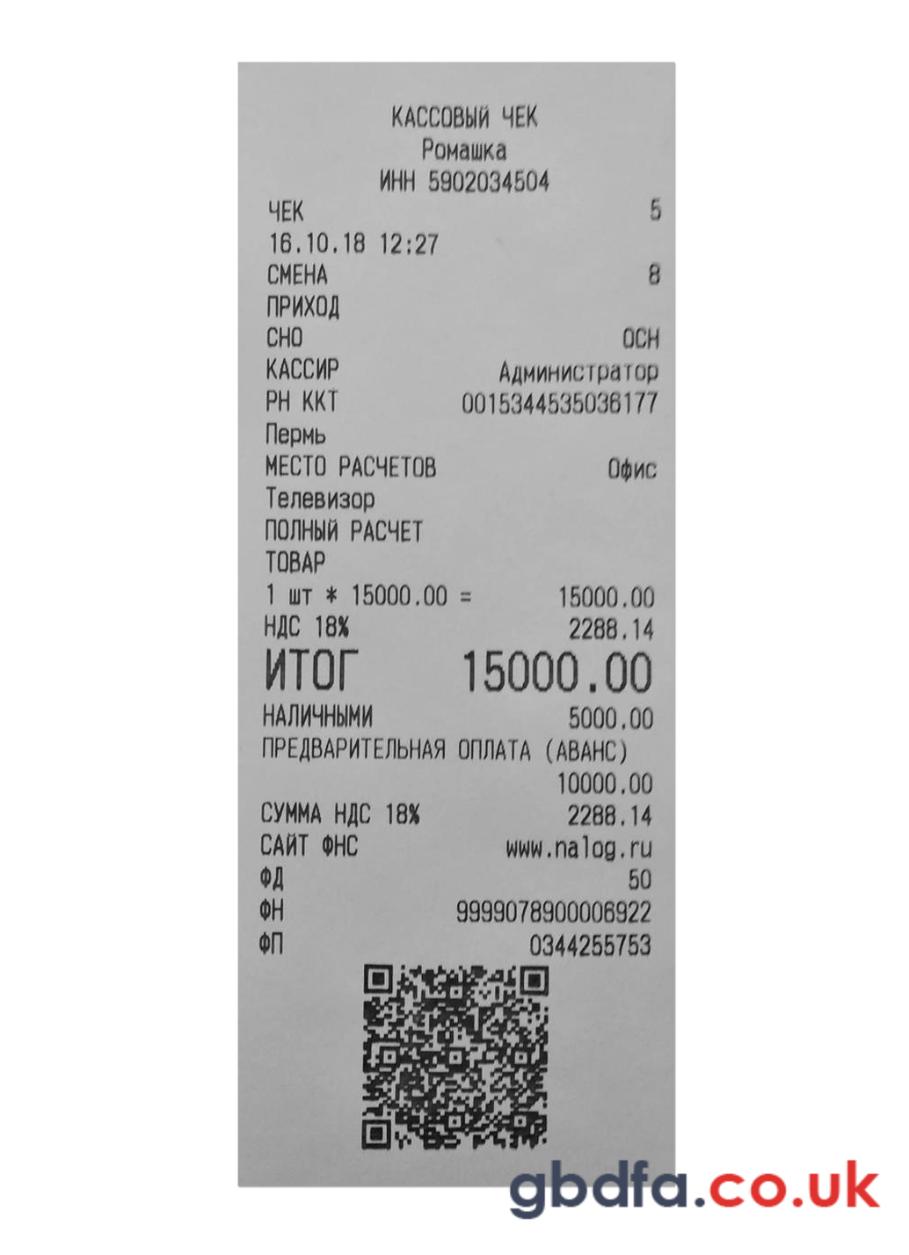 КАССОВЫЙ ЧЕК
Ромашка
ИНН 5902034504
ЧЕК 5
16.10.18 12:27
СМЕНА 8
ПРИХОД
СНО ОСН
КАССИР Администратор
РН ККТ 0015344535036177
Пермь
МЕСТО РАСЧЕТОВ Офис
Телевизор
ПОЛНЫЙ РАСЧЕТ
ТОВАР
1 шт * 15000.00 = 15000.00
НДС 18% 2288.14
ИТОГ 15000.00
НАЛИЧНЫМИ 5000.00
ПРЕДВАРИТЕЛЬНАЯ ОПЛАТА (АВАНС)
10000.00
СУММА НДС 18% 2288.14
САЙТ ФНС www.nalog.ru
ФД 50
ФН 9999078900006922
ФП 0344255753
gbdfa.co.uk